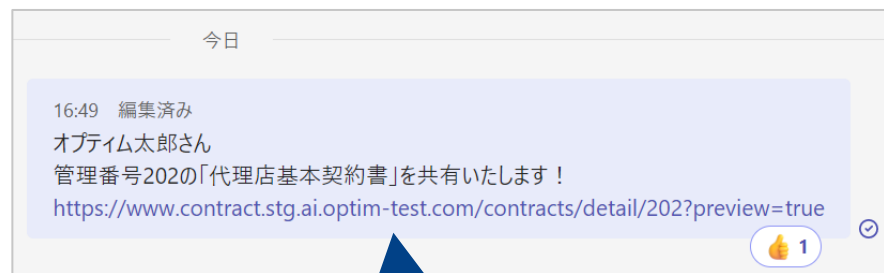 今日
16:49 編集済み
オプティム太郎さん
管理番号202の「代理店基本契約書」を共有いたします！
https://www.contract.stg.ai.optim-test.com/contracts/detail/202?preview=true
👍 1